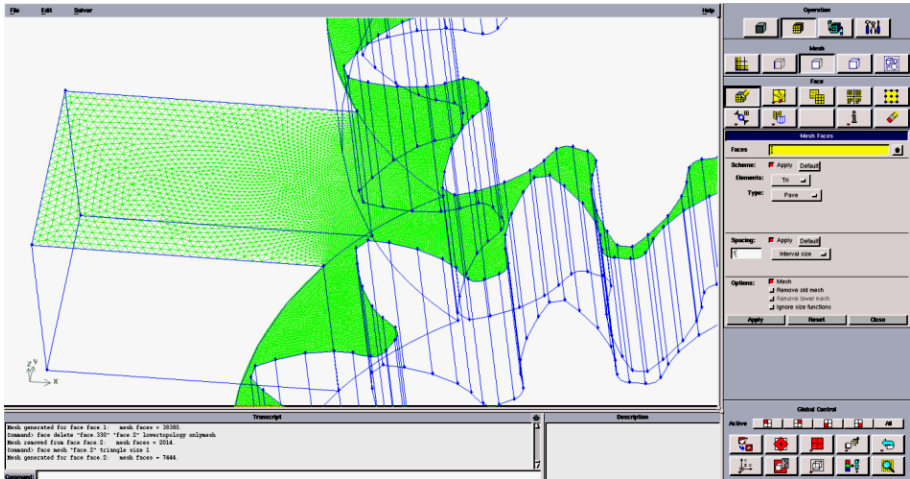 File Edit Solver Help
Operation
Mesh
Face
Mesh Faces
Faces
Scheme: Apply Default
Elements: Tri
Type: Pave
Spacing: Apply Default
1 Interval size
Options: Mesh
Remove old mesh
Remove lower mesh
Ignore size functions
Apply Reset Close
Z Y
X
Transcript
Description
Mesh generated for face face.1: mesh faces = 38380.
Command> face delete "face.330" "face.2" lowertopology onlymesh
Mesh removed from face face.2: mesh faces = 2014.
Command> face mesh "face.2" triangle size 1
Mesh generated for face face.2: mesh faces = 7444.
Command:
Global Control
Active All